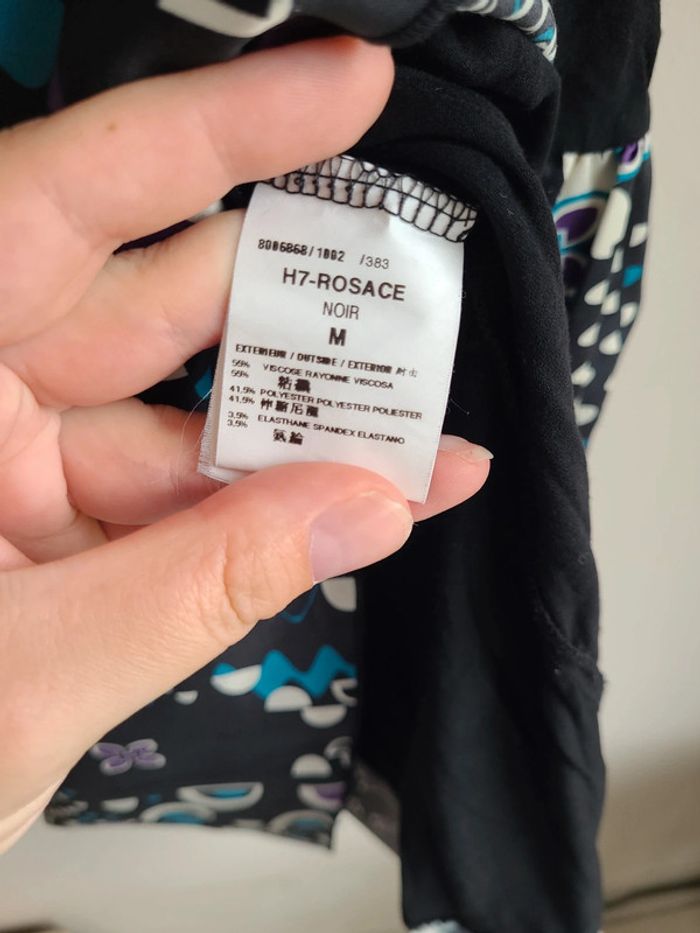 8006868/1002 /383
H7-ROSACE
NOIR
M
EXTERIEUR / OUTSIDE / EXTERIOR
55% VISCOSE RAYONNE VISCOSA
55%
41,5% POLYESTER POLYESTER POLIESTER
41,5%
3,5% ELASTHANE SPANDEX ELASTANO
3,5%